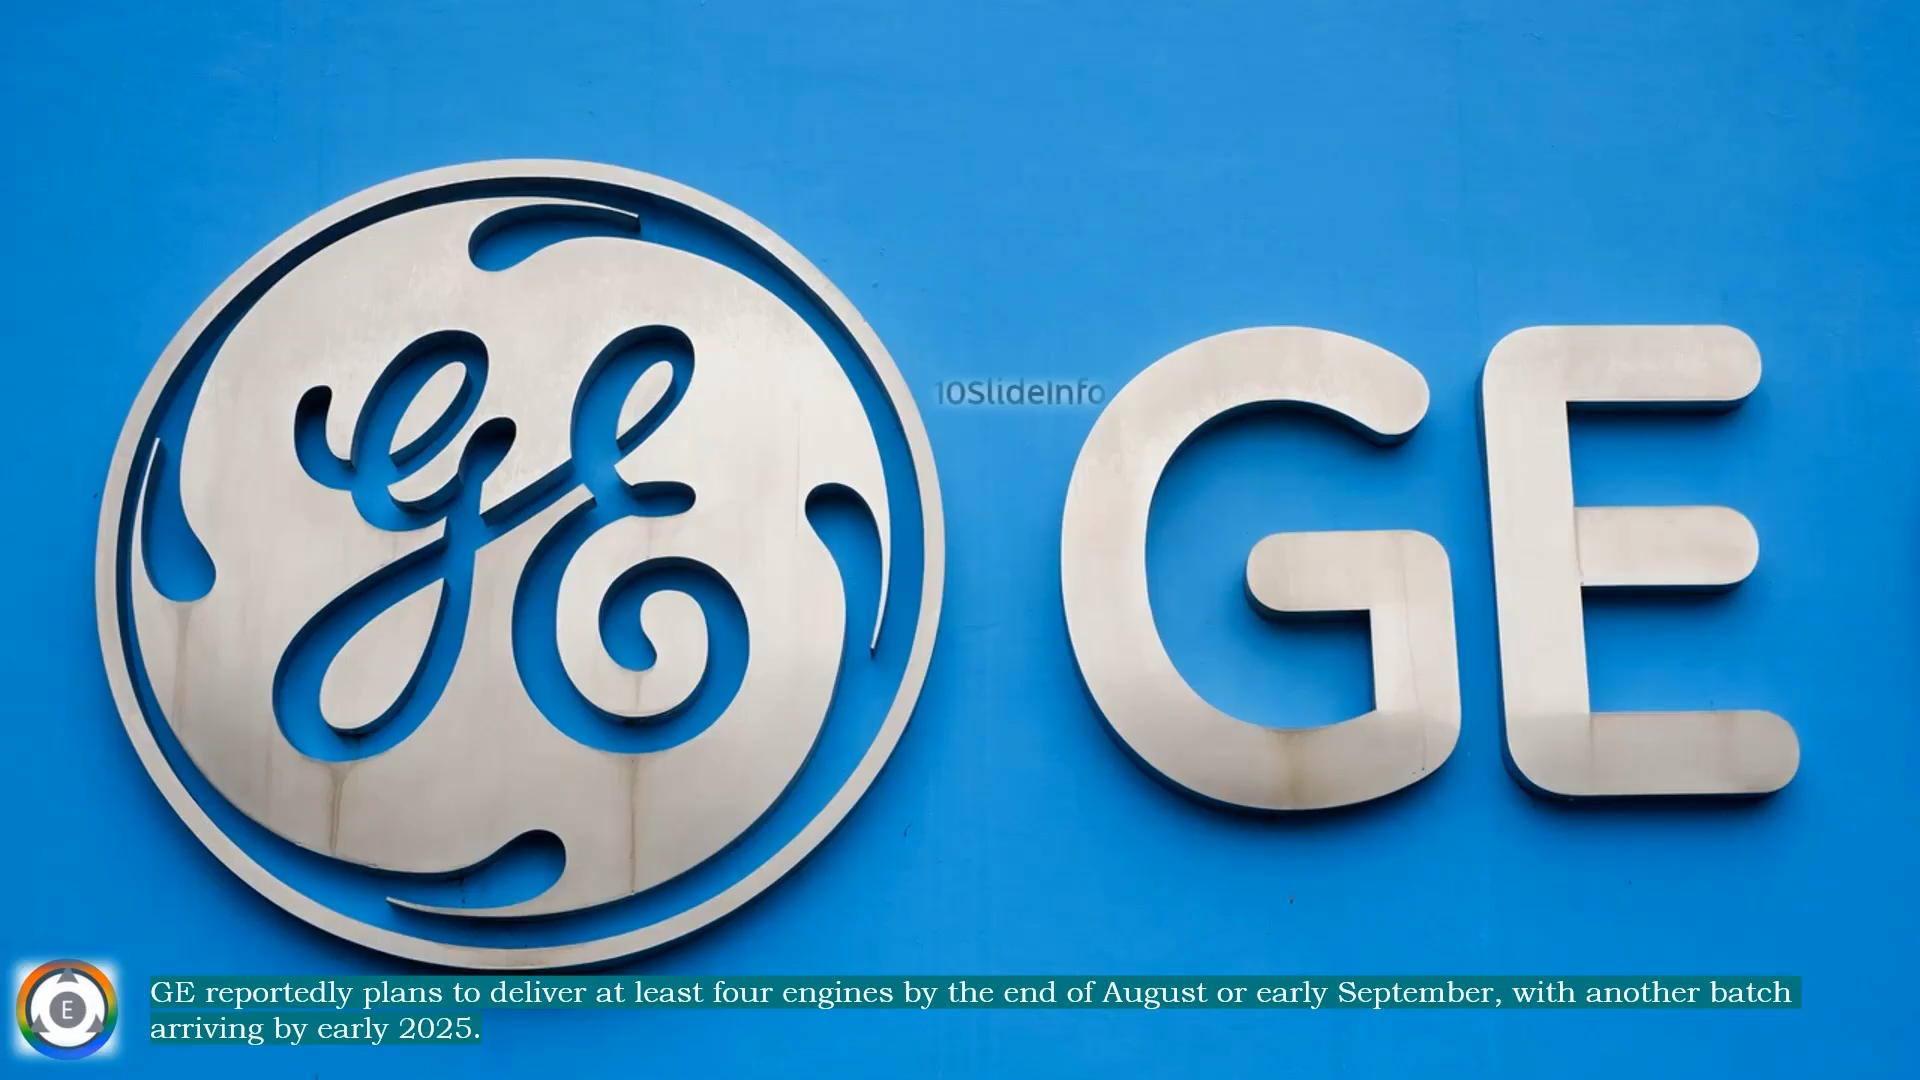 GE
10SlideInfo
GE
E
GE reportedly plans to deliver at least four engines by the end of August or early September, with another batch
arriving by early 2025.